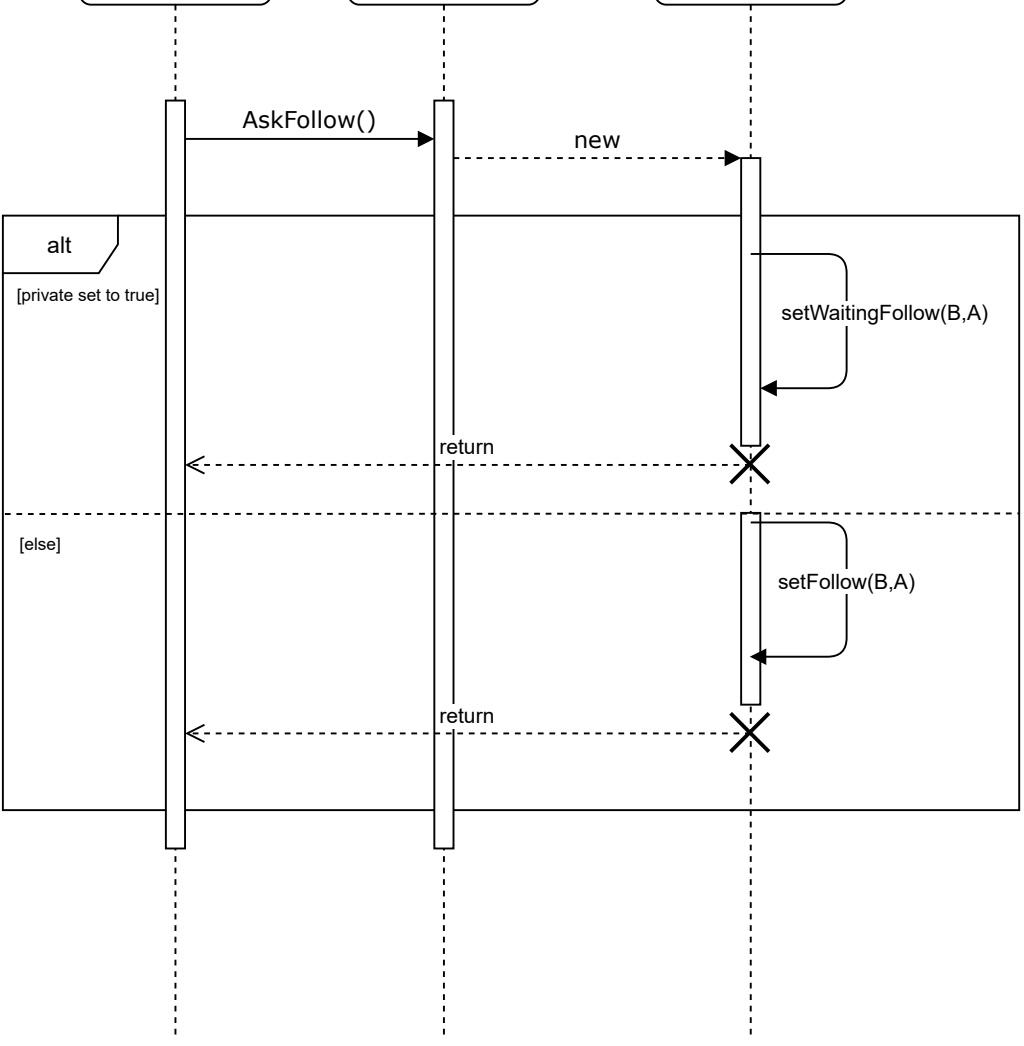 AskFollow()
new
alt
[private set to true]
setWaitingFollow(B,A)
return
[else]
setFollow(B,A)
return